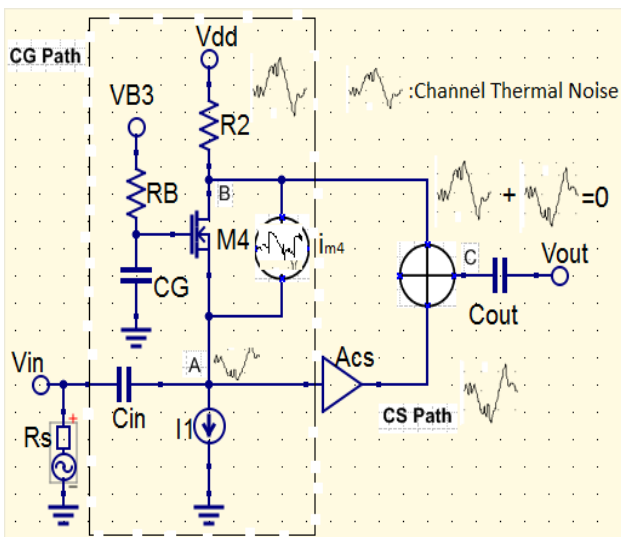 CG Path
Vdd
VB3
:Channel Thermal Noise
R2
RB
B
+
=0
M4
im4
Vout
C
CG
Cout
Vin
A
Acs
Cin
+
Rs
I1
CS Path
-